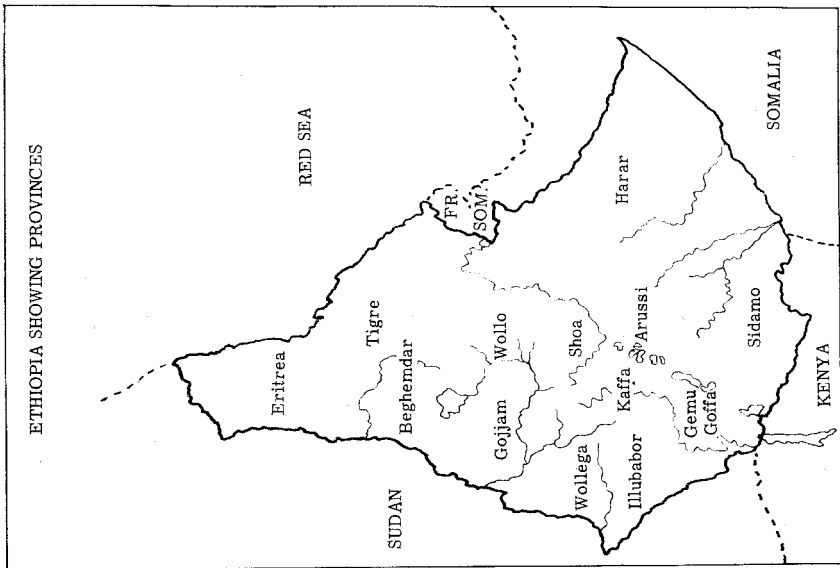 ETHIOPIA SHOWING PROVINCES
RED SEA
SUDAN
Eritrea
Tigre
Beghemdar
FR.
SOM.
Gojjam
Wollo
Wollega
Shoa
Harar
Illubabor
Kaffa
Arussi
Gemu
Goffa
Sidamo
SOMALIA
KENYA